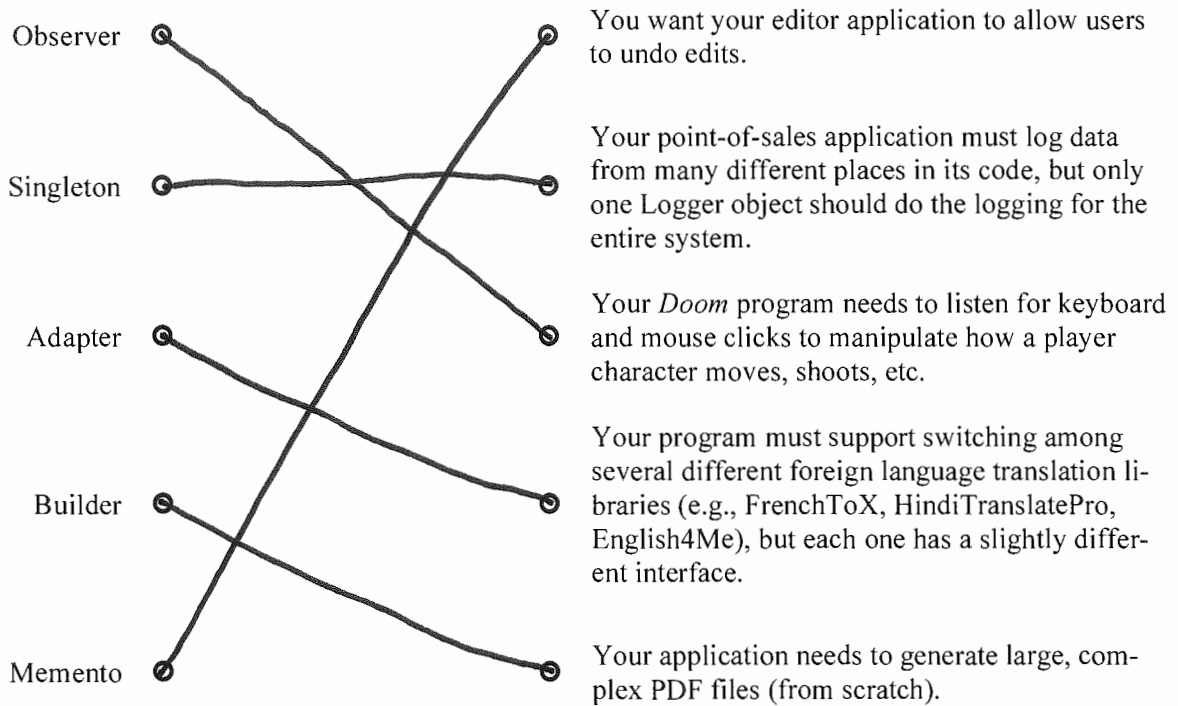 Observer
You want your editor application to allow users
to undo edits.
Singleton
Your point-of-sales application must log data
from many different places in its code, but only
one Logger object should do the logging for the
entire system.
Adapter
Your Doom program needs to listen for keyboard
and mouse clicks to manipulate how a player
character moves, shoots, etc.
Builder
Your program must support switching among
several different foreign language translation li-
braries (e.g., FrenchToX, HindiTranslatePro,
English4Me), but each one has a slightly differ-
ent interface.
Memento
Your application needs to generate large, com-
plex PDF files (from scratch).